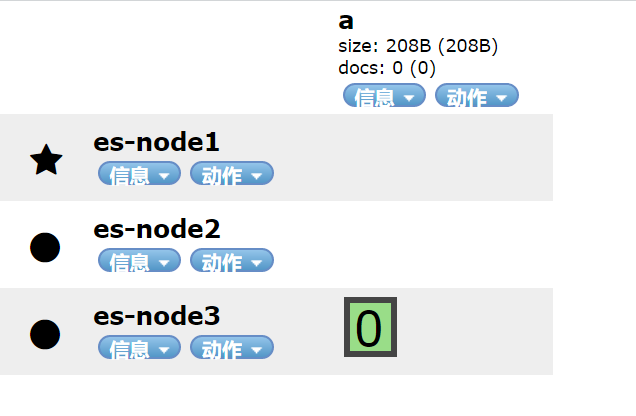 a
size: 208B (208B)
docs: 0 (0)
信息 动作
es-node1
信息 动作
es-node2
信息 动作
es-node3
信息 动作
0